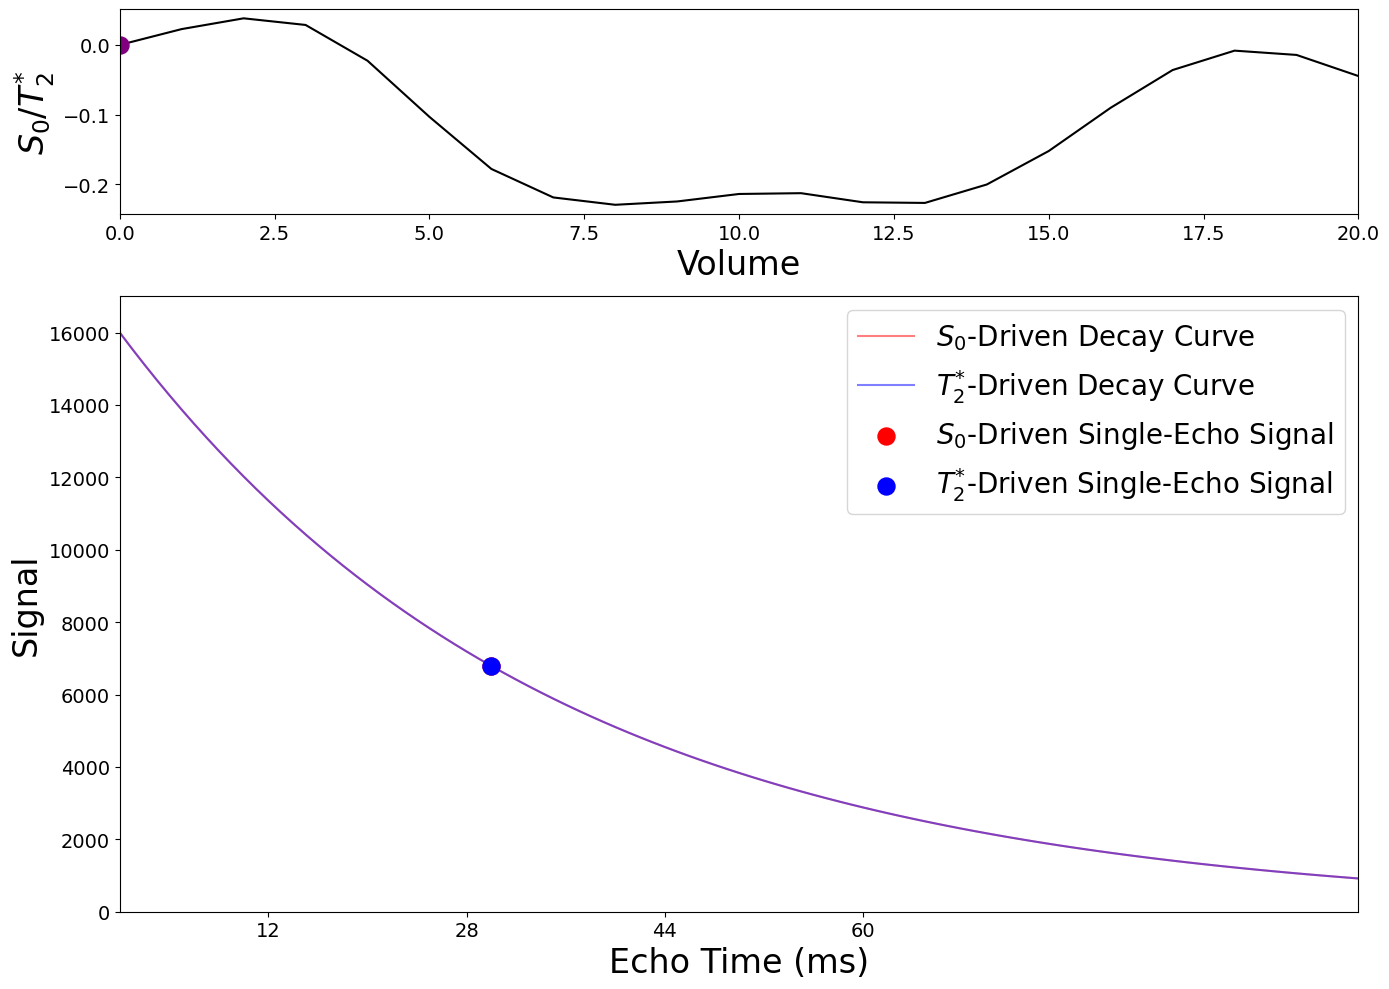 S₀/T₂*
0.0
−0.1
−0.2
0.0 2.5 5.0 7.5 10.0 12.5 15.0 17.5 20.0
Volume
Signal
16000
14000
12000
10000
8000
6000
4000
2000
0
S₀-Driven Decay Curve
T₂*-Driven Decay Curve
S₀-Driven Single-Echo Signal
T₂*-Driven Single-Echo Signal
12 28 44 60
Echo Time (ms)